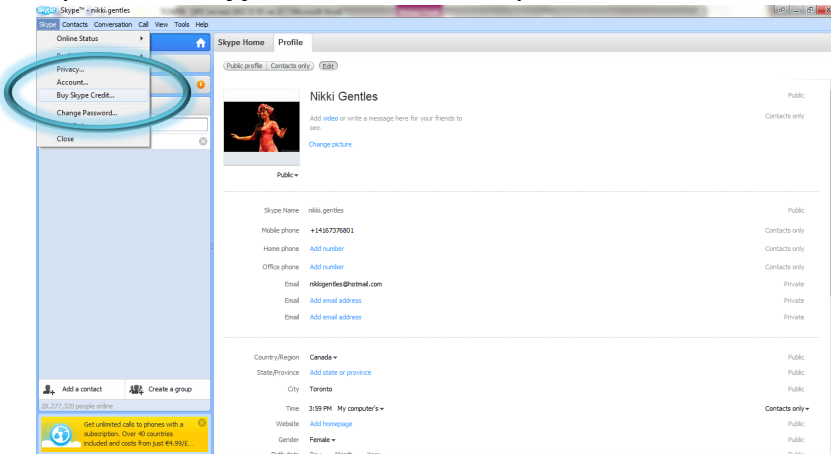 Skype™ - nikki.gentles
Skype Contacts Conversation Call View Tools Help
Online Status
Privacy...
Account...
Buy Skype Credit...
Change Password...
Close
Skype Home Profile
Public profile Contacts only Edit
Nikki Gentles Public
Add video or write a message here for your friends to Contacts only
see.
Change picture
Public
Skype Name nikki.gentles Public
Mobile phone +14167376801 Contacts only
Home phone Add number Contacts only
Office phone Add number Contacts only
Email nikkigentles@hotmail.com Private
Email Add email address Private
Email Add email address Private
Country/Region Canada Public
State/Province Add state or province Public
City Toronto Public
Time 3:59 PM My computer's Contacts only
Website Add homepage Public
Gender Female Public
Add a contact Create a group
26,277,320 people online
Get unlimited calls to phones with a
subscription. Over 40 countries
included and costs from just €4.99/£...